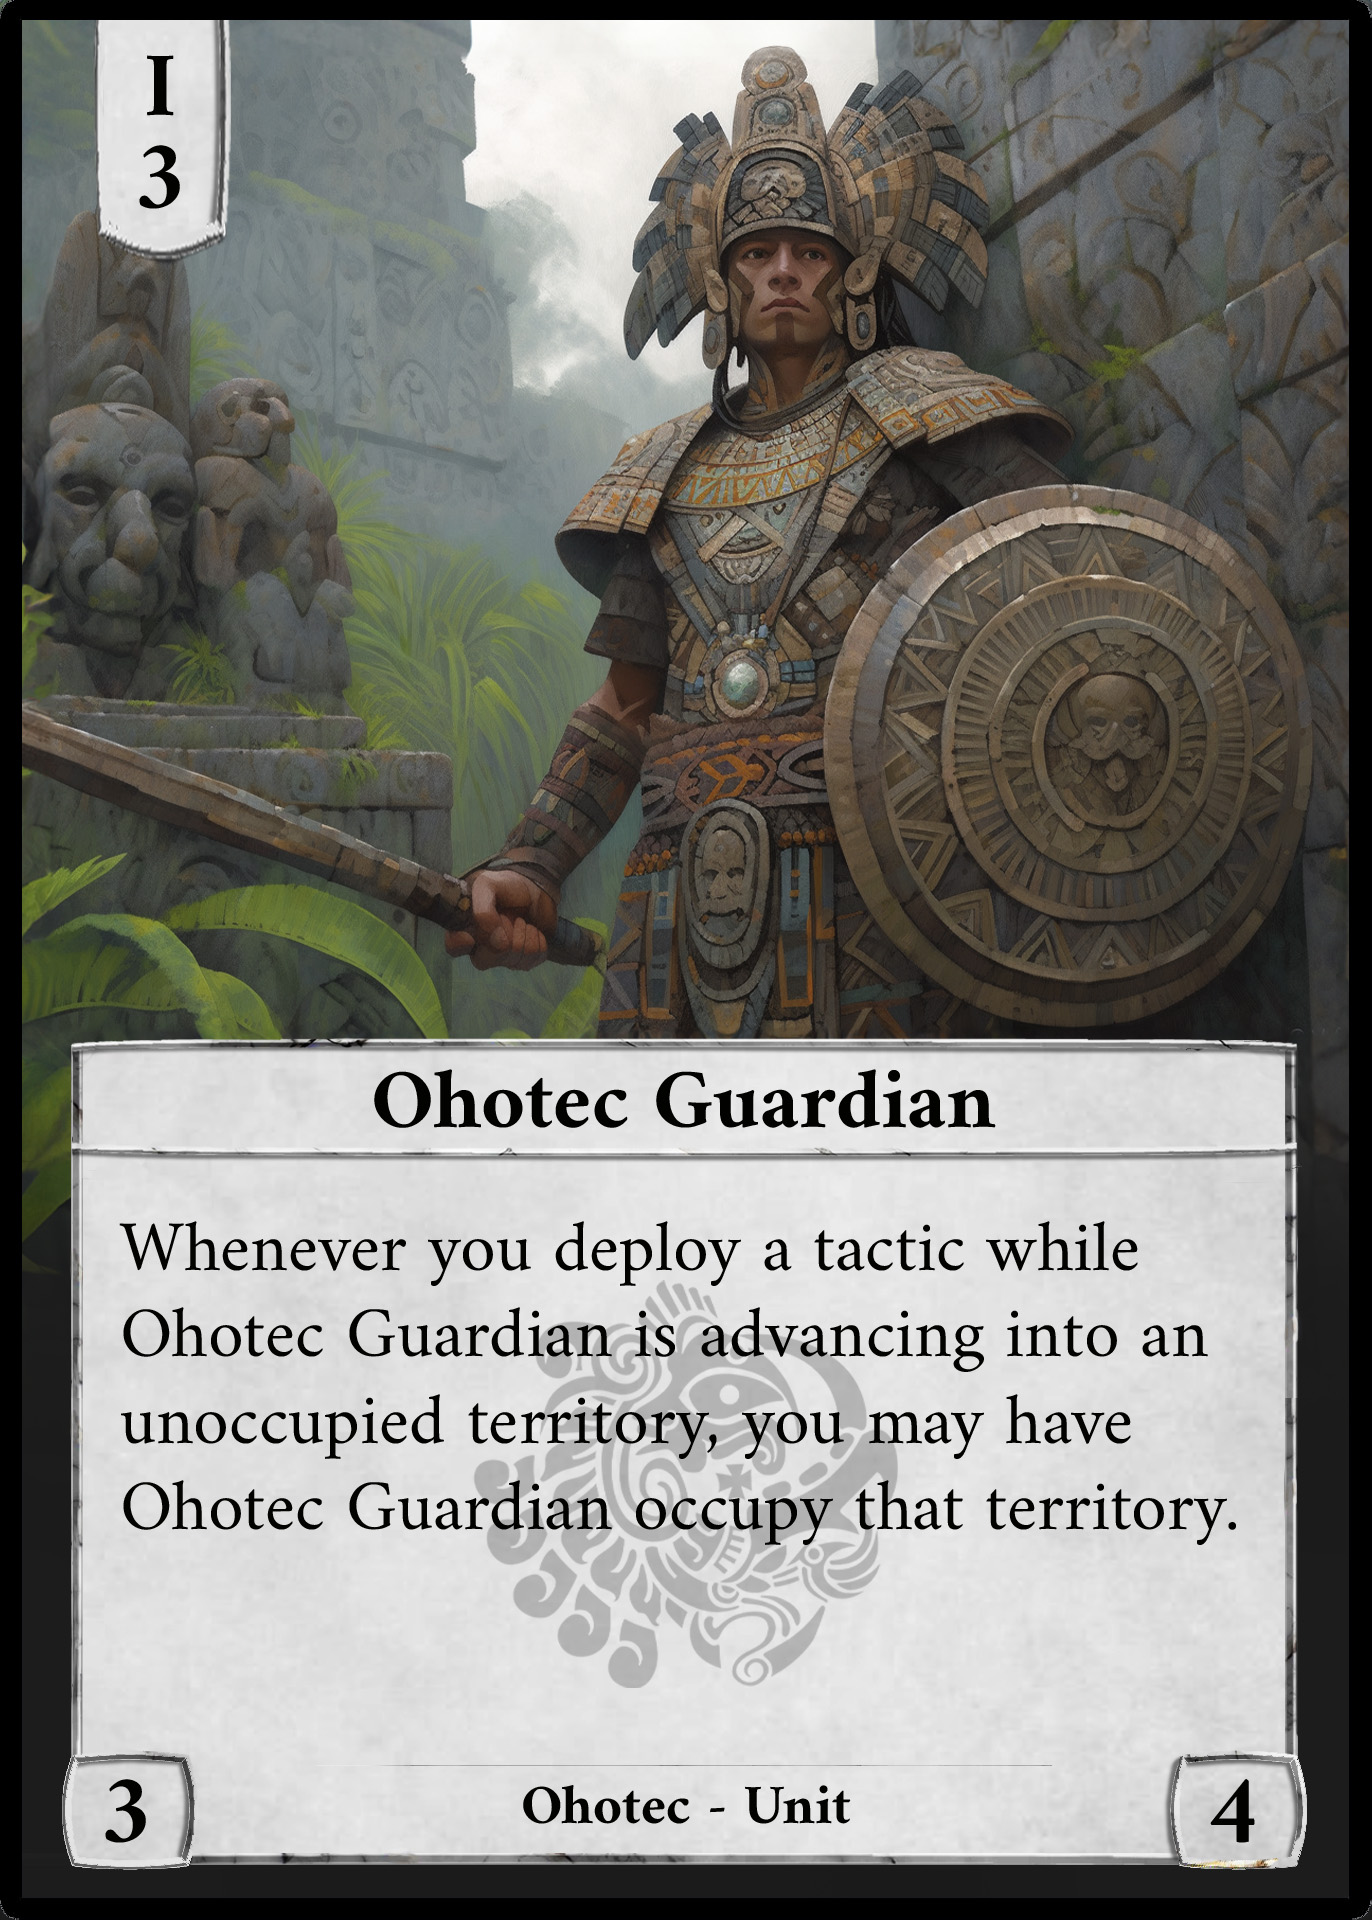 I
3
Ohotec Guardian
Whenever you deploy a tactic while
Ohotec Guardian is advancing into an
unoccupied territory, you may have
Ohotec Guardian occupy that territory.
3
Ohotec - Unit
4